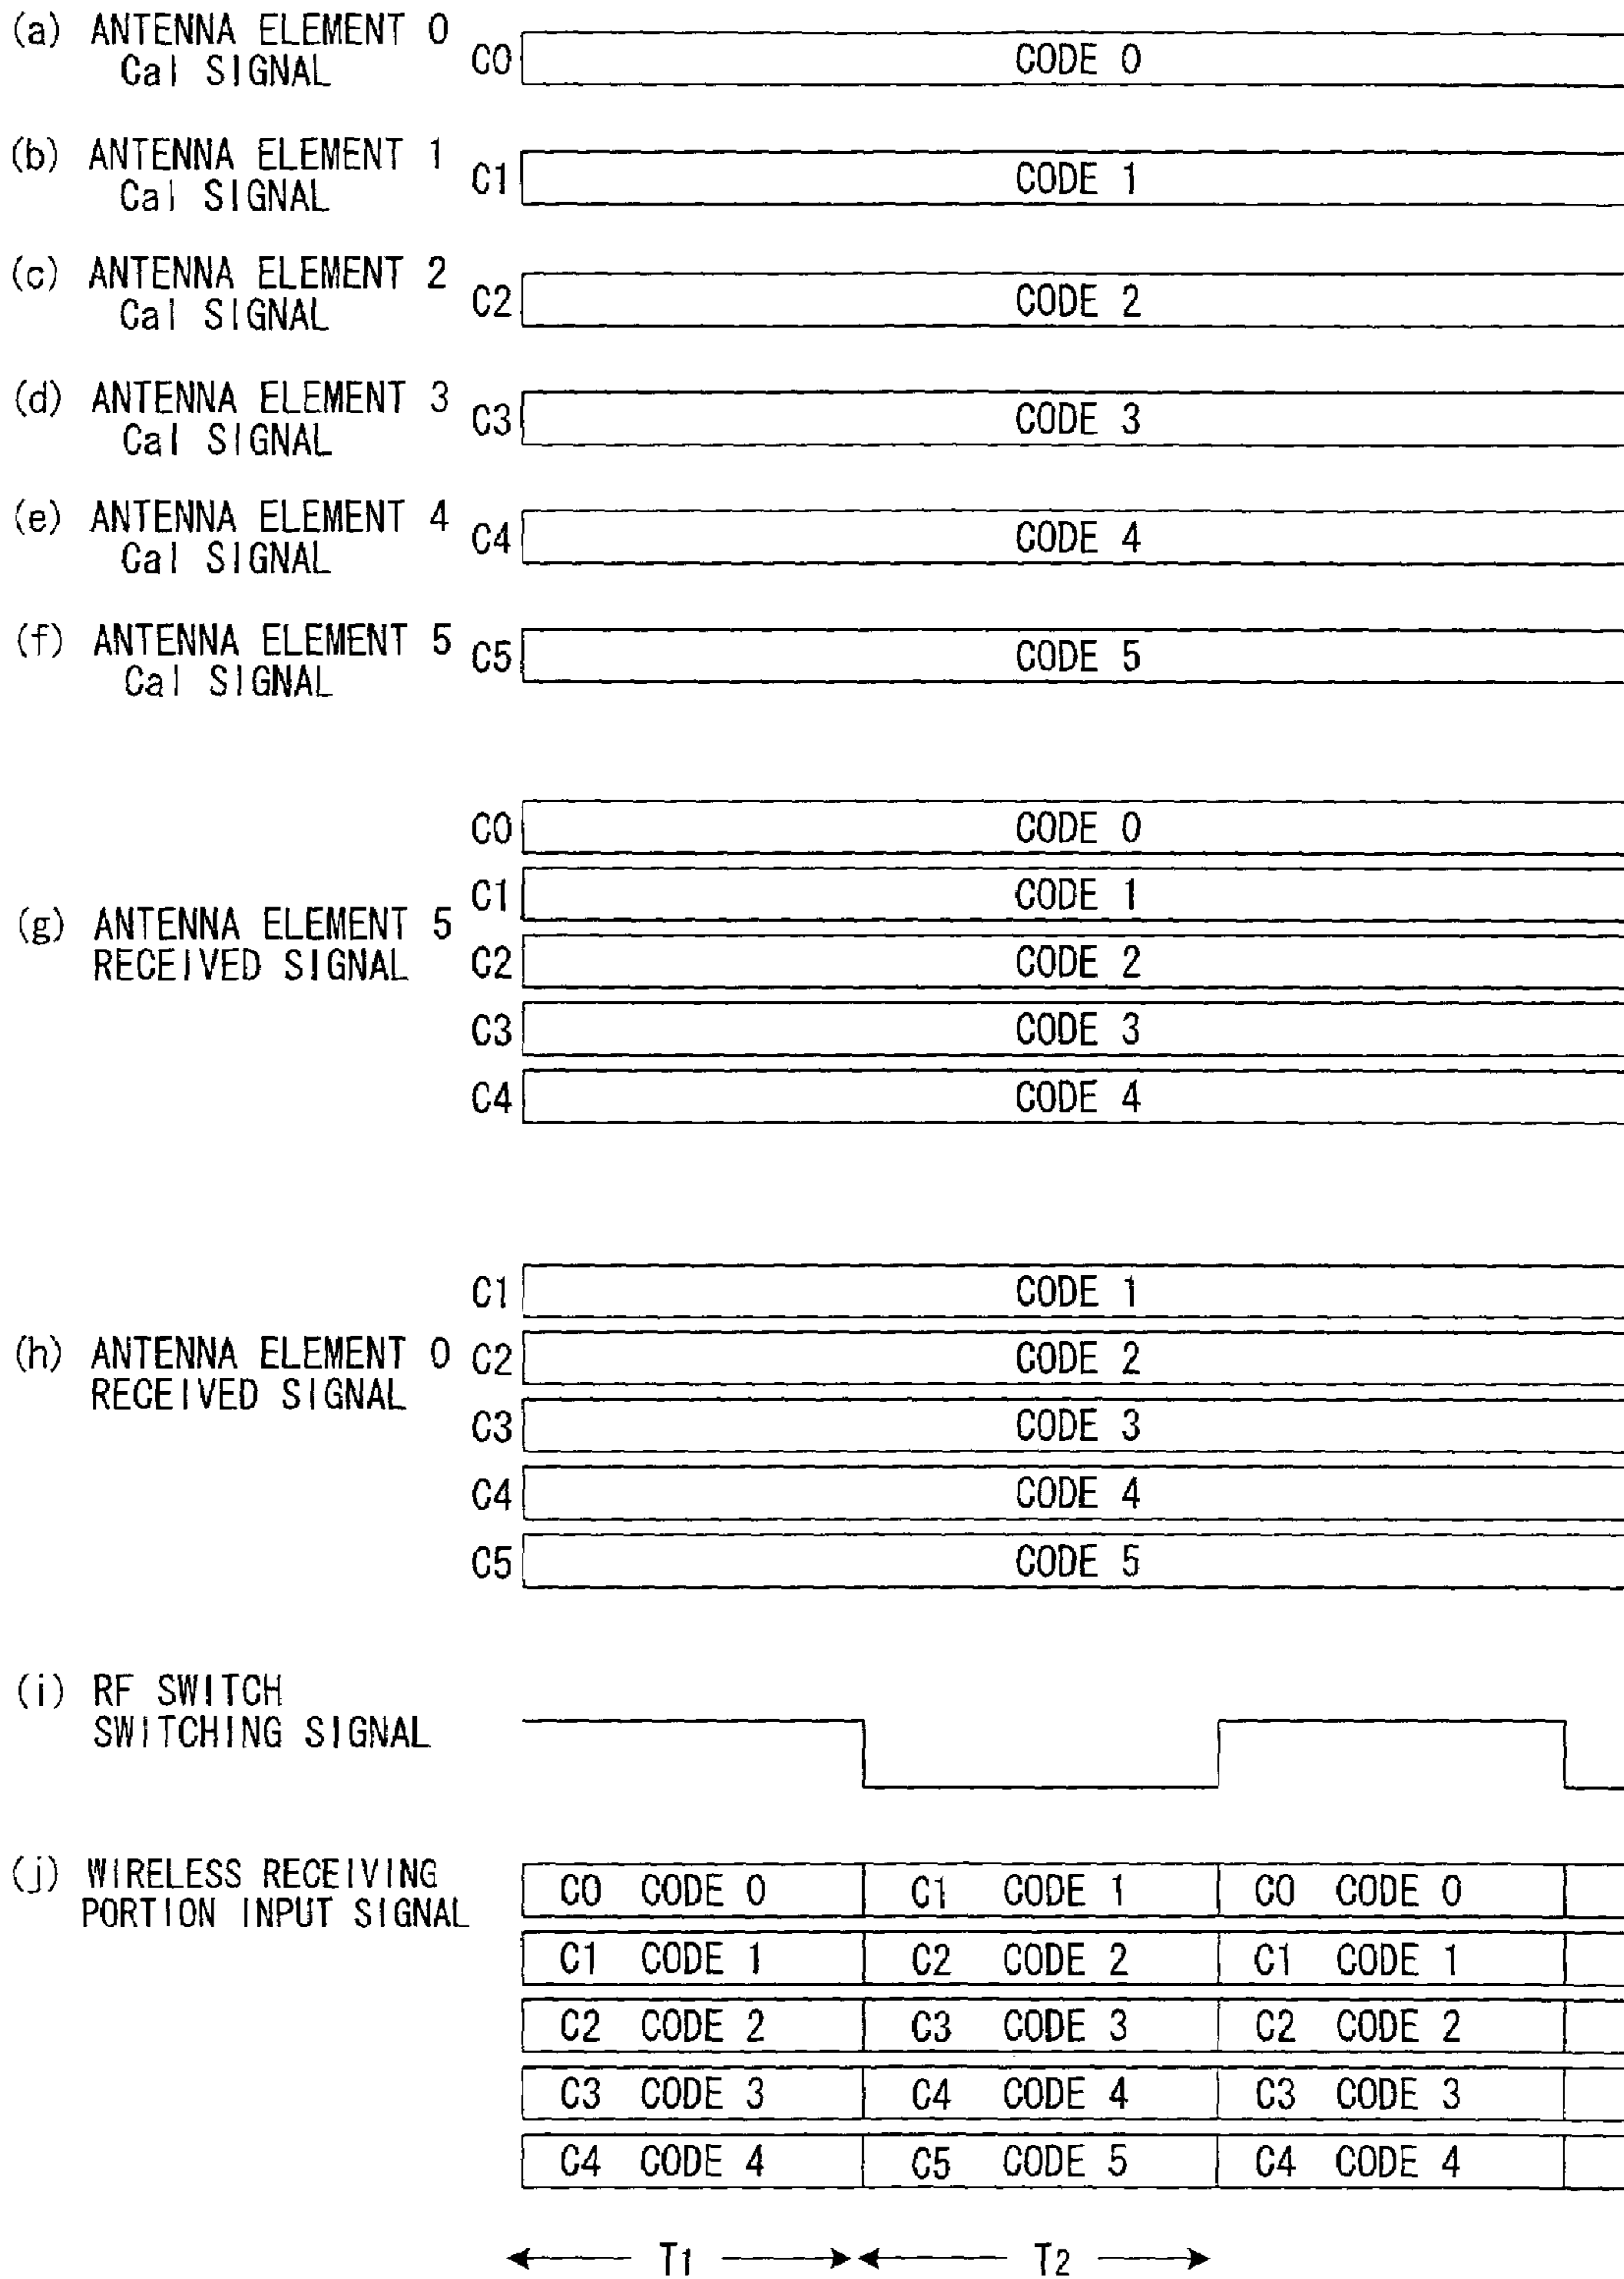 (a) ANTENNA ELEMENT 0
Cal SIGNAL
C0 CODE 0
(b) ANTENNA ELEMENT 1
Cal SIGNAL
C1 CODE 1
(c) ANTENNA ELEMENT 2
Cal SIGNAL
C2 CODE 2
(d) ANTENNA ELEMENT 3
Cal SIGNAL
C3 CODE 3
(e) ANTENNA ELEMENT 4
Cal SIGNAL
C4 CODE 4
(f) ANTENNA ELEMENT 5
Cal SIGNAL
C5 CODE 5
(g) ANTENNA ELEMENT 5
RECEIVED SIGNAL
C0 CODE 0
C1 CODE 1
C2 CODE 2
C3 CODE 3
C4 CODE 4
(h) ANTENNA ELEMENT 0
RECEIVED SIGNAL
C1 CODE 1
C2 CODE 2
C3 CODE 3
C4 CODE 4
C5 CODE 5
(i) RF SWITCH
SWITCHING SIGNAL
(j) WIRELESS RECEIVING
PORTION INPUT SIGNAL
C0 CODE 0 C1 CODE 1 C0 CODE 0
C1 CODE 1 C2 CODE 2 C1 CODE 1
C2 CODE 2 C3 CODE 3 C2 CODE 2
C3 CODE 3 C4 CODE 4 C3 CODE 3
C4 CODE 4 C5 CODE 5 C4 CODE 4
T1 T2